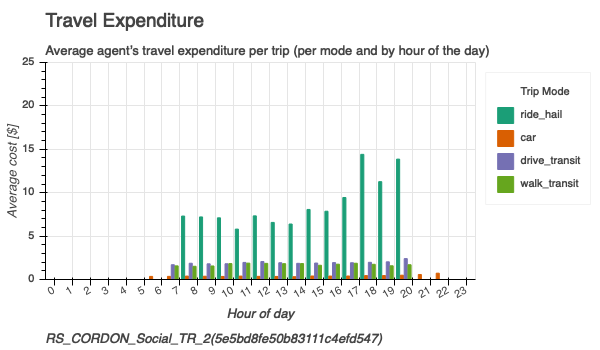 Travel Expenditure
Average agent's travel expenditure per trip (per mode and by hour of the day)
25
20
15
10
5
0
Average cost [$]
0 1 2 3 4 5 6 7 8 9 10 11 12 13 14 15 16 17 18 19 20 21 22 23
Hour of day
Trip Mode
ride_hail
car
drive_transit
walk_transit
RS_CORDON_Social_TR_2(5e5bd8fe50b83111c4efd547)